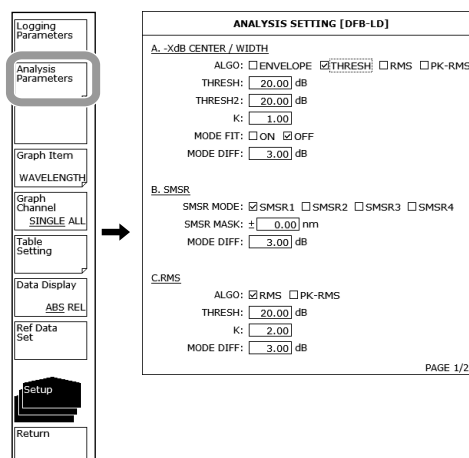 Logging
Parameters
Analysis
Parameters
Graph Item
WAVELENGTH
Graph
Channel
SINGLE ALL
Table
Setting
Data Display
ABS REL
Ref Data
Set
Setup
Return
ANALYSIS SETTING [DFB-LD]
A. -XdB CENTER / WIDTH
ALGO: ☐ENVELOPE ☑THRESH ☐RMS ☐PK-RMS
THRESH: 20.00 dB
THRESH2: 20.00 dB
K: 1.00
MODE FIT: ☐ON ☑OFF
MODE DIFF: 3.00 dB
B. SMSR
SMSR MODE: ☑SMSR1 ☐SMSR2 ☐SMSR3 ☐SMSR4
SMSR MASK: ± 0.00 nm
MODE DIFF: 3.00 dB
C.RMS
ALGO: ☑RMS ☐PK-RMS
THRESH: 20.00 dB
K: 2.00
MODE DIFF: 3.00 dB
PAGE 1/2